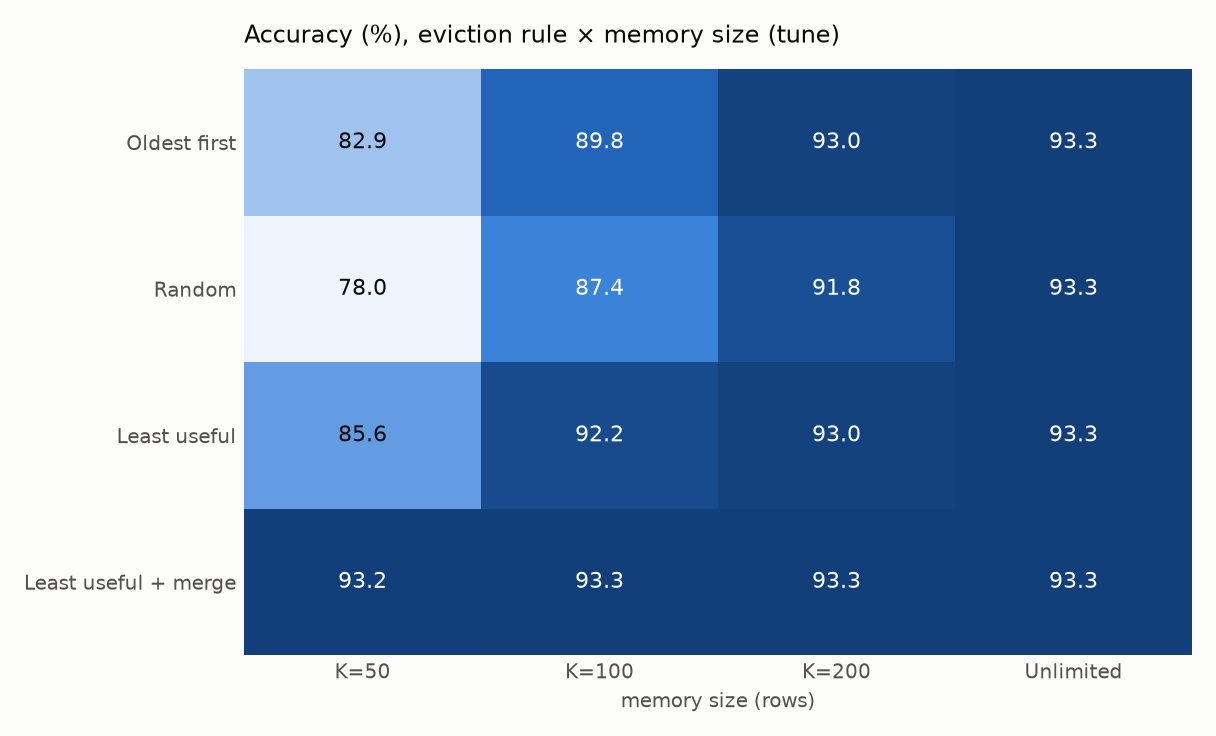 Accuracy (%), eviction rule × memory size (tune)
Oldest first 82.9 89.8 93.0 93.3
Random 78.0 87.4 91.8 93.3
Least useful 85.6 92.2 93.0 93.3
Least useful + merge 93.2 93.3 93.3 93.3
K=50 K=100 K=200 Unlimited
memory size (rows)